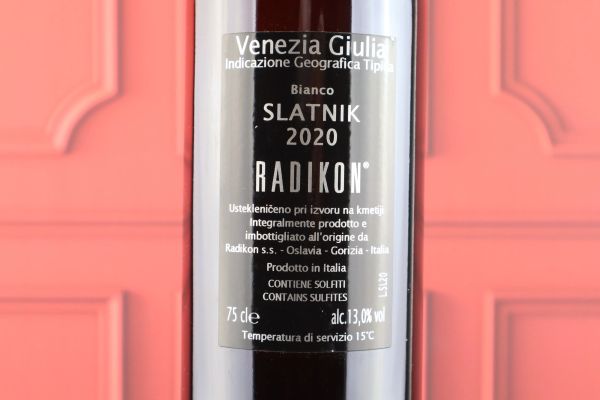 Venezia Giulia
Indicazione Geografica Tipica
Bianco
SLATNIK
2020
RADIKON®
Ustekleničeno pri izvoru na kmetiji
Integralmente prodotto e
imbottigliato all'origine da
Radikon s.s. - Oslavia - Gorizia - Italia
Prodotto in Italia
CONTIENE SOLFITI
CONTAINS SULFITES
LSL20
75 cl℮ alc.13,0% vol
Temperatura di servizio 15°C